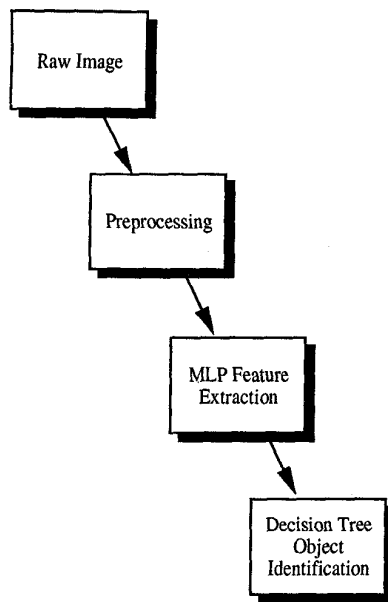 Raw Image
Preprocessing
MLP Feature
Extraction
Decision Tree
Object
Identification